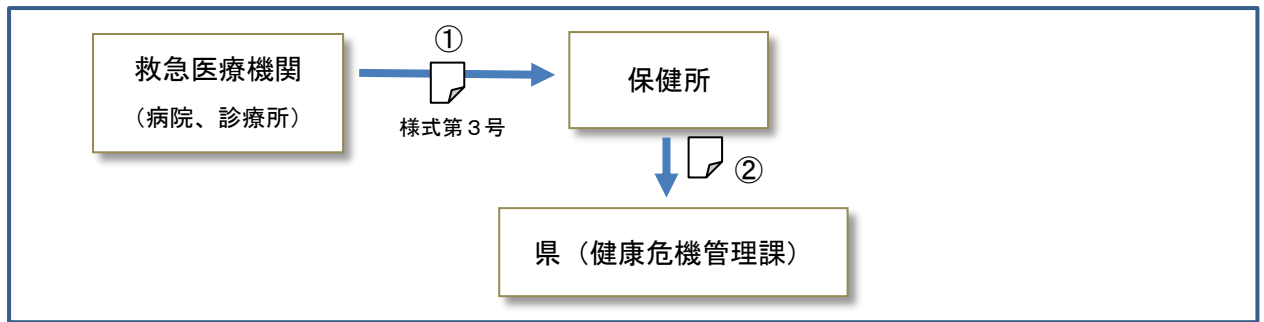 ①
救急医療機関
（病院、診療所）
様式第３号
保健所
②
県（健康危機管理課）